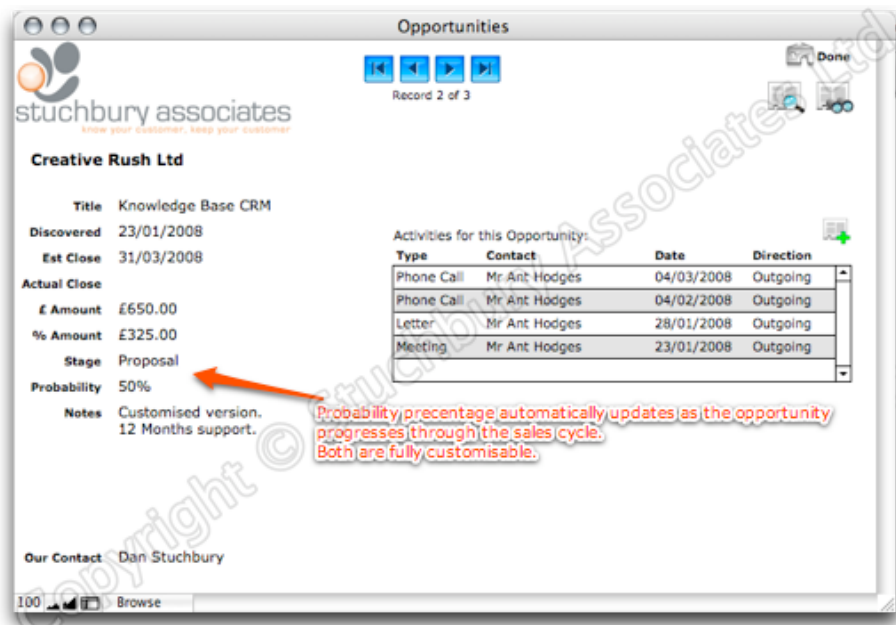 Opportunities
Done
Record 2 of 3
stuchbury associates
know your customer, keep your customer
Creative Rush Ltd
Title Knowledge Base CRM
Discovered 23/01/2008
Est Close 31/03/2008
Actual Close
£ Amount £650.00
% Amount £325.00
Stage Proposal
Probability 50%
Notes Customised version.
12 Months support.
Activities for this Opportunity:
Type Contact Date Direction
Phone Call Mr Ant Hodges 04/03/2008 Outgoing
Phone Call Mr Ant Hodges 04/02/2008 Outgoing
Letter Mr Ant Hodges 28/01/2008 Outgoing
Meeting Mr Ant Hodges 23/01/2008 Outgoing
Probability precentage automatically updates as the opportunity
progresses through the sales cycle.
Both are fully customisable.
Our Contact Dan Stuchbury
100 Browse
Copyright © Stuchbury Associates Ltd